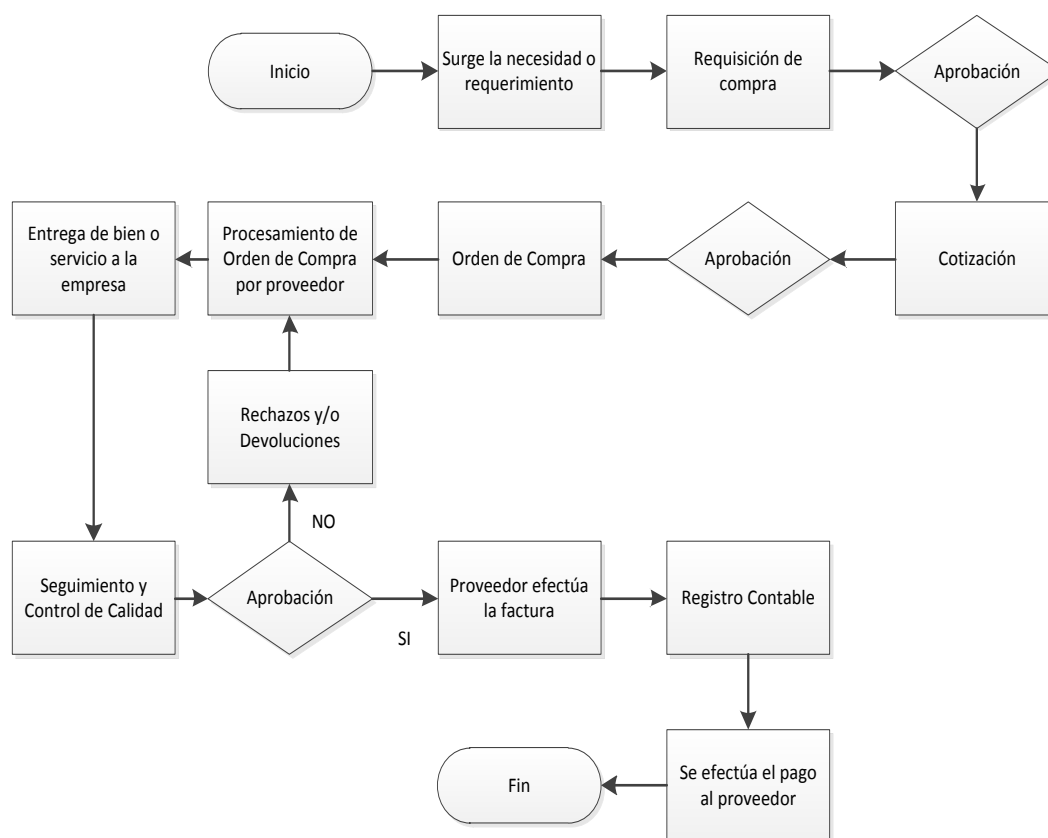 Inicio
Surge la necesidad o
requerimiento
Requisición de
compra
Aprobación
Cotización
Aprobación
Orden de Compra
Procesamiento de
Orden de Compra
por proveedor
Entrega de bien o
servicio a la
empresa
Rechazos y/o
Devoluciones
NO
Seguimiento y
Control de Calidad
Aprobación
SI
Proveedor efectúa
la factura
Registro Contable
Se efectúa el pago
al proveedor
Fin